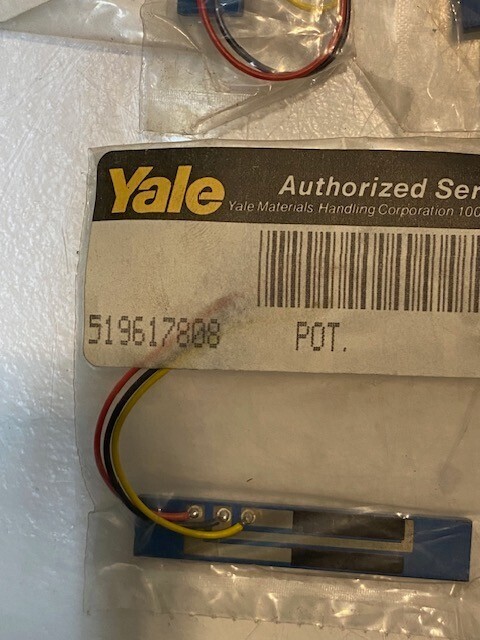 Yale
Authorized Ser
Yale Materials Handling Corporation 100
519617808
POT.